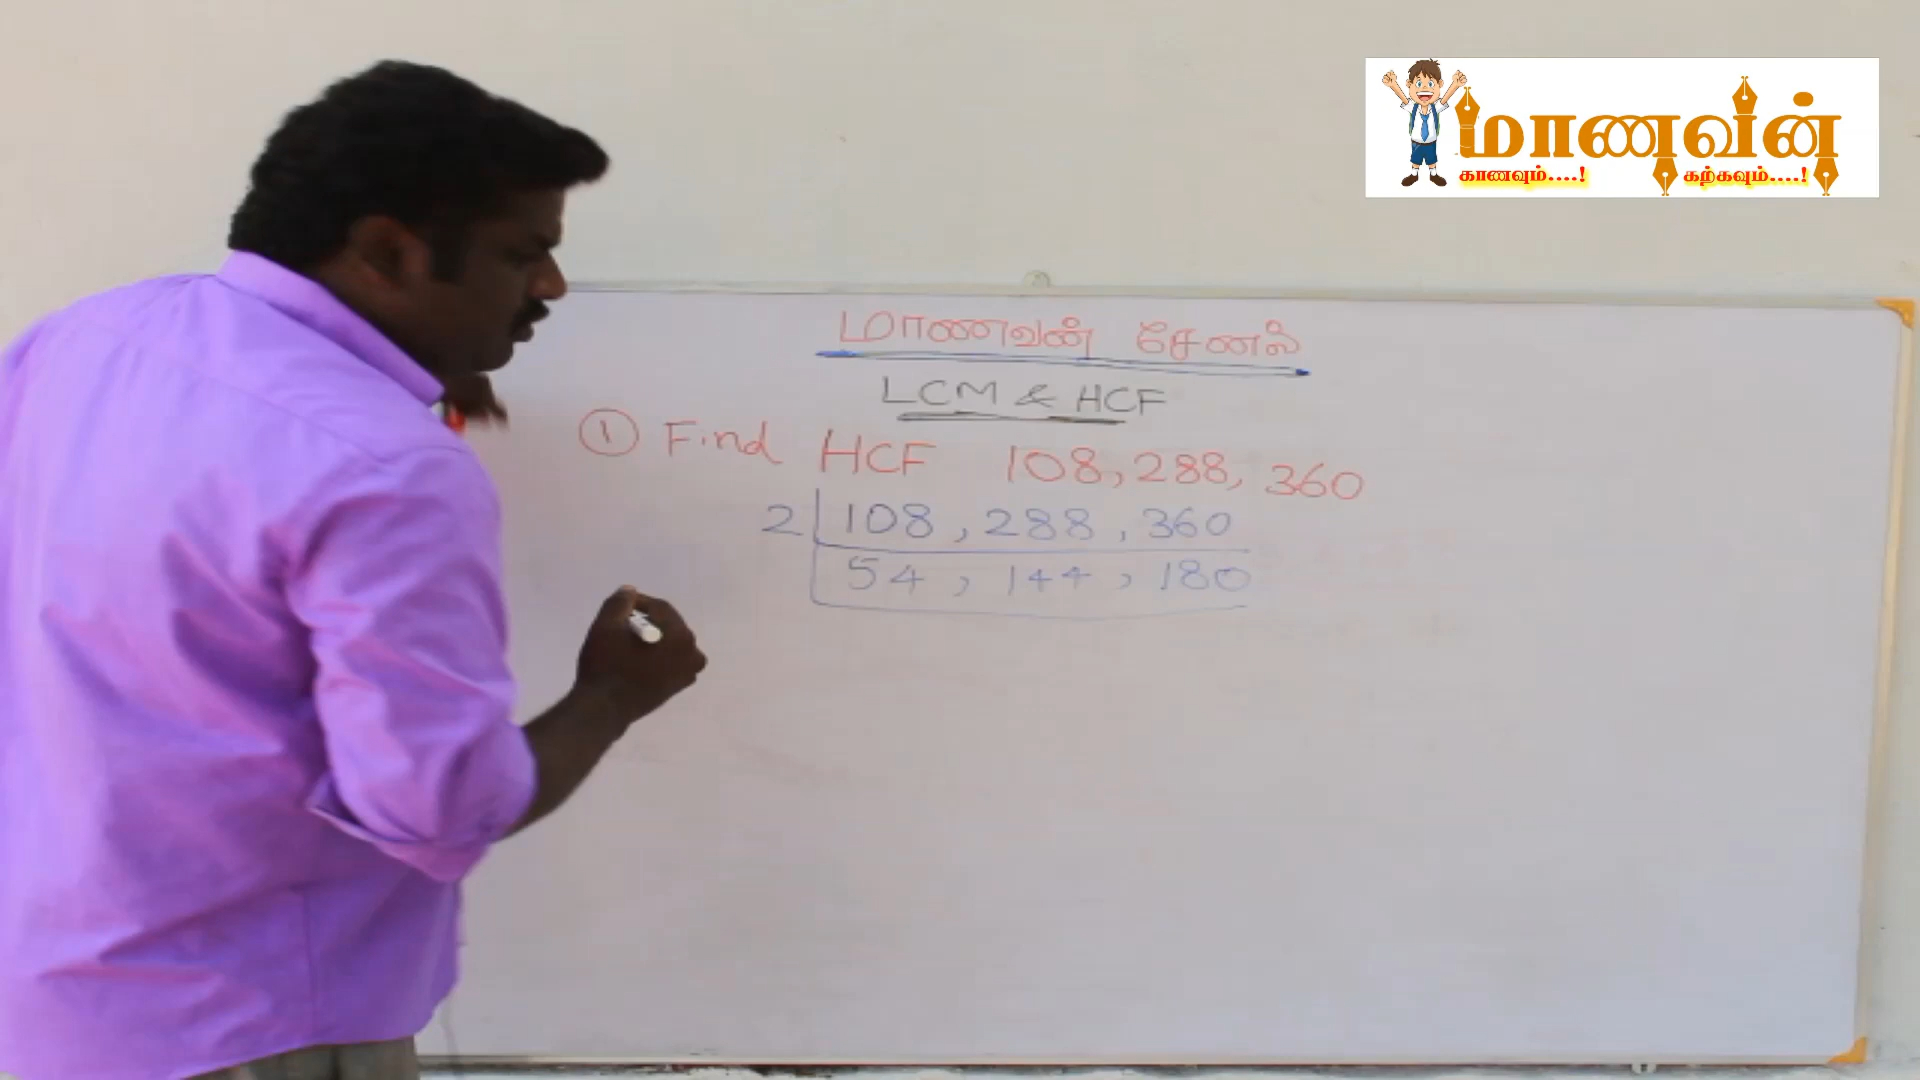 மாணவன்
காணவும்....! கற்கவும்....!
மாணவன் சேனல்
LCM & HCF
① Find HCF 108, 288, 360
2 108 , 288 , 360
54 , 144 , 180